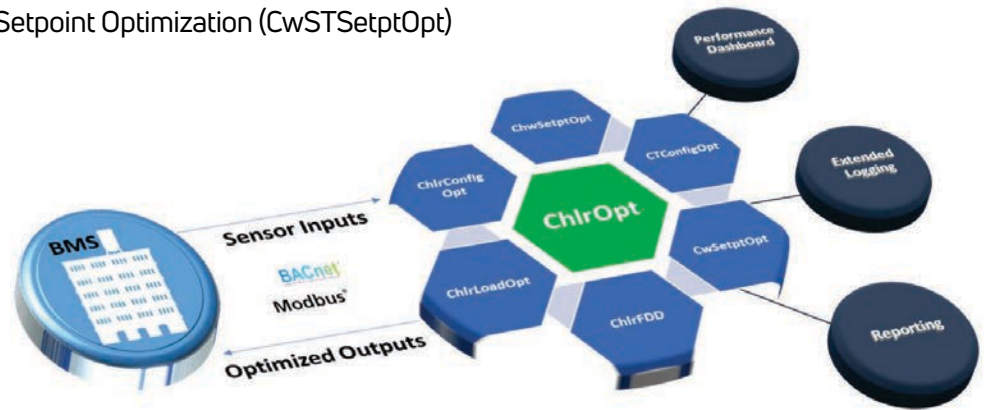 Setpoint Optimization (CwSTSetptOpt)
Performance
Dashboard
ChwSetptOpt
CTConfigOpt
Extended
Logging
ChlrConfig
Opt
ChlrOpt
BMS
Sensor Inputs
BACnet
Modbus®
CwSetptOpt
ChlrLoadOpt
ChlrFDD
Optimized Outputs
Reporting